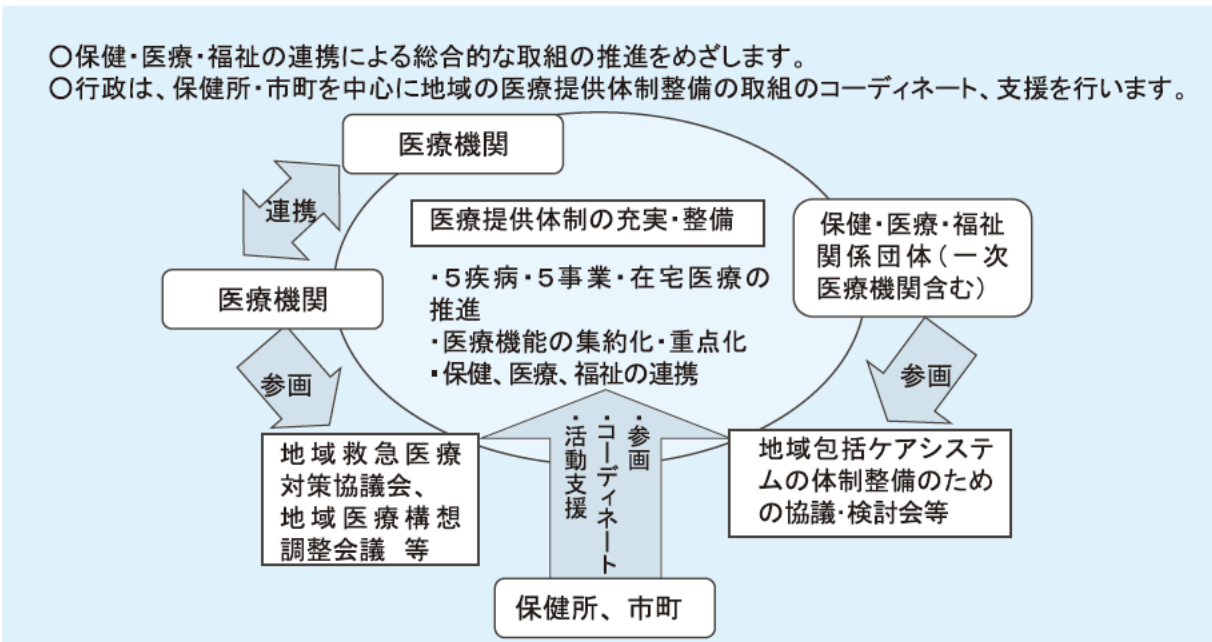 ○保健・医療・福祉の連携による総合的な取組の推進をめざします。
○行政は、保健所・市町を中心に地域の医療提供体制整備の取組のコーディネート、支援を行います。
医療機関
連携
医療機関
医療提供体制の充実・整備
・5疾病・5事業・在宅医療の
推進
・医療機能の集約化・重点化
・保健、医療、福祉の連携
保健・医療・福祉
関係団体(一次
医療機関含む)
参画
参画
地域救急医療
対策協議会、
地域医療構想
調整会議 等
・参画
・コーディネート
・活動支援
地域包括ケアシステ
ムの体制整備のため
の協議・検討会等
保健所、市町